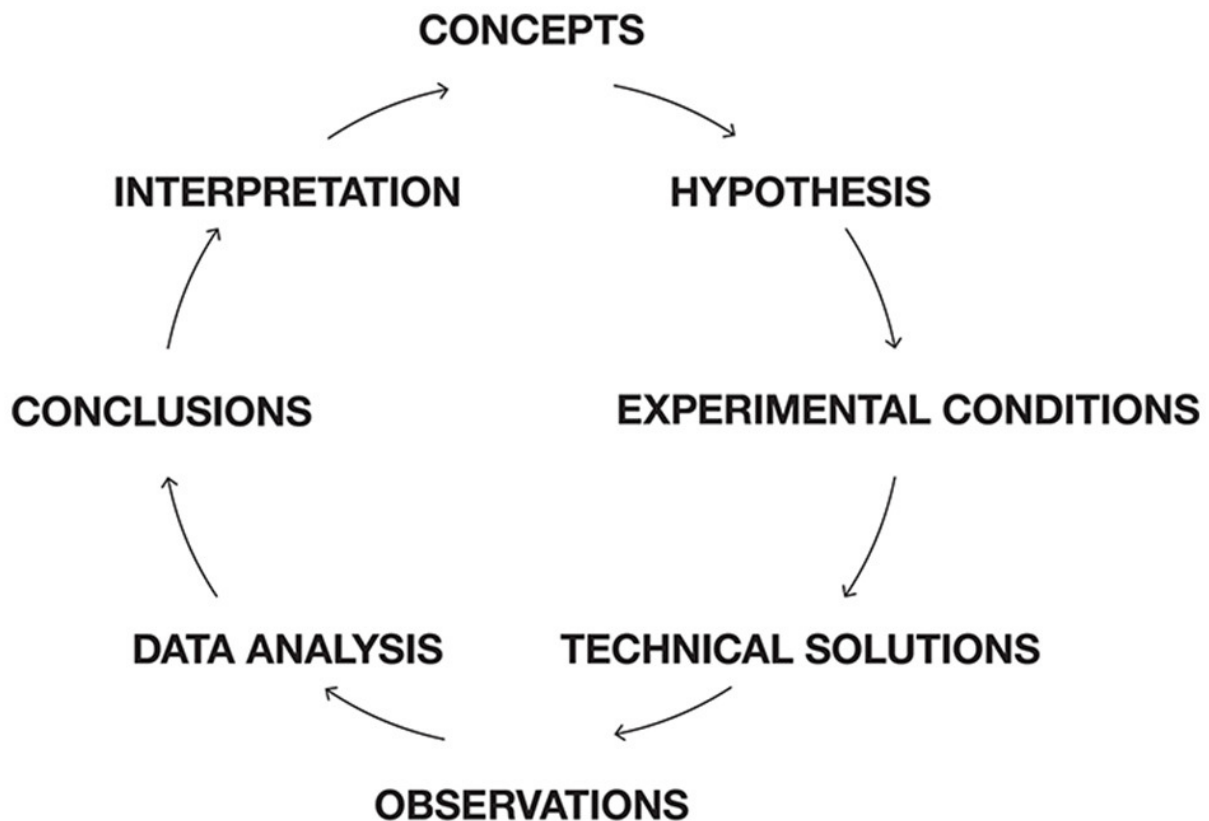 CONCEPTS
INTERPRETATION
HYPOTHESIS
CONCLUSIONS
EXPERIMENTAL CONDITIONS
DATA ANALYSIS
TECHNICAL SOLUTIONS
OBSERVATIONS